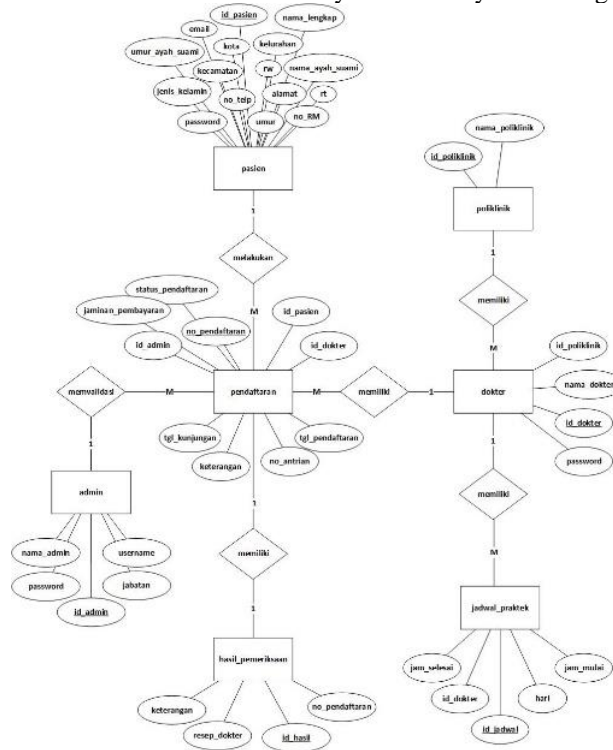 id_pasien
nama_lengkap
email
kota
kelurahan
umur_ayah_suami
kecamatan
rw
nama_ayah_suami
jenis_kelamin
no_telp
alamat
rt
password
umur
no_RM
pasien
nama_poliklinik
id_poliklinik
poliklinik
1
1
melakukan
memiliki
status_pendaftaran
jaminan_pembayaran
no_pendaftaran
id_pasien
id_admin
id_dokter
M
M
id_poliklinik
nama_dokter
id_dokter
password
memvalidasi
M
pendaftaran
M
memiliki
1
dokter
tgl_kunjungan
tgl_pendaftaran
keterangan
no_antrian
1
1
1
admin
memiliki
memiliki
nama_admin
username
password
jabatan
id_admin
1
M
hasil_pemeriksaan
jadwal_praktek
keterangan
no_pendaftaran
resep_dokter
id_hasil
jam_selesai
jam_mulai
id_dokter
hari
id_jadwal